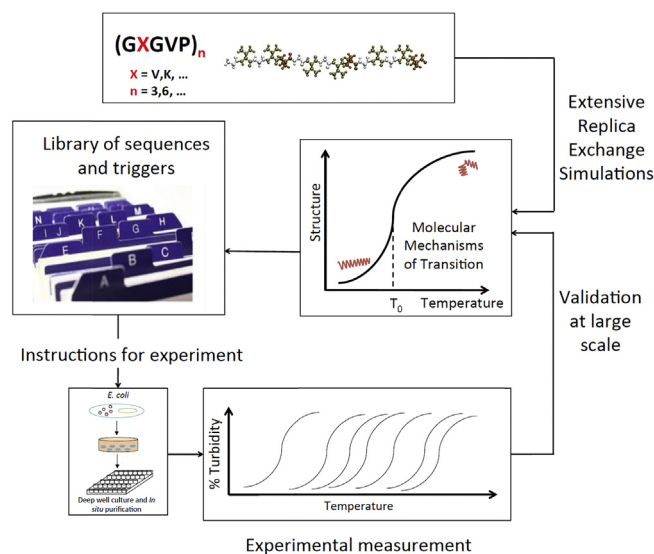 (GXGVP)n
X = V,K, ...
n = 3,6, ...
Extensive
Replica
Exchange
Simulations
Library of sequences
and triggers
N
M
I
J
K
L
H
G
F
E
C
B
A
Structure
Molecular
Mechanisms
of Transition
T0
Temperature
Validation
at large
scale
Instructions for experiment
E. coli
Deep well culture and In
situ purification
% Turbidity
Temperature
Experimental measurement